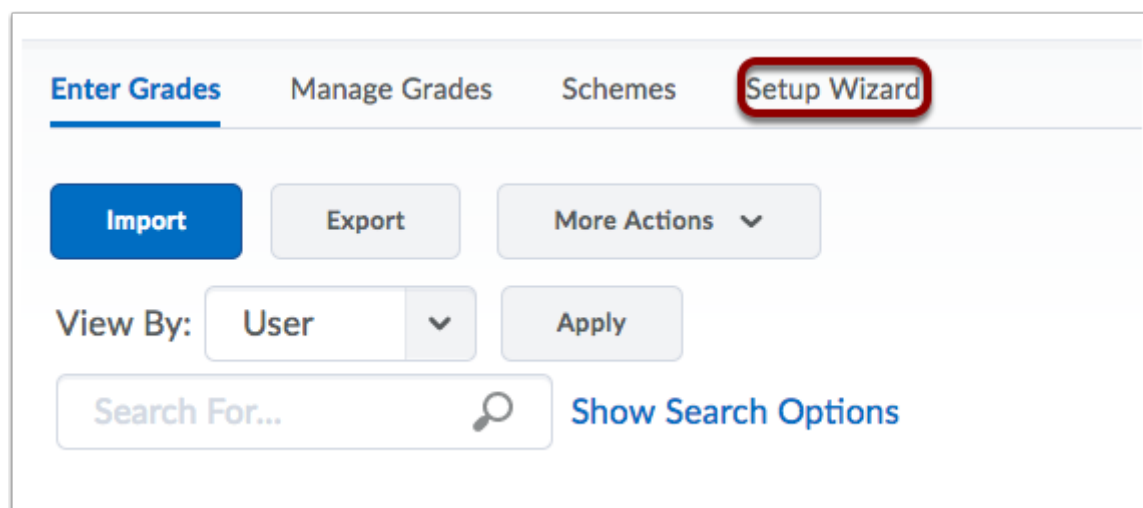 Enter Grades Manage Grades Schemes Setup Wizard
Import Export More Actions
View By: User Apply
Search For... Show Search Options